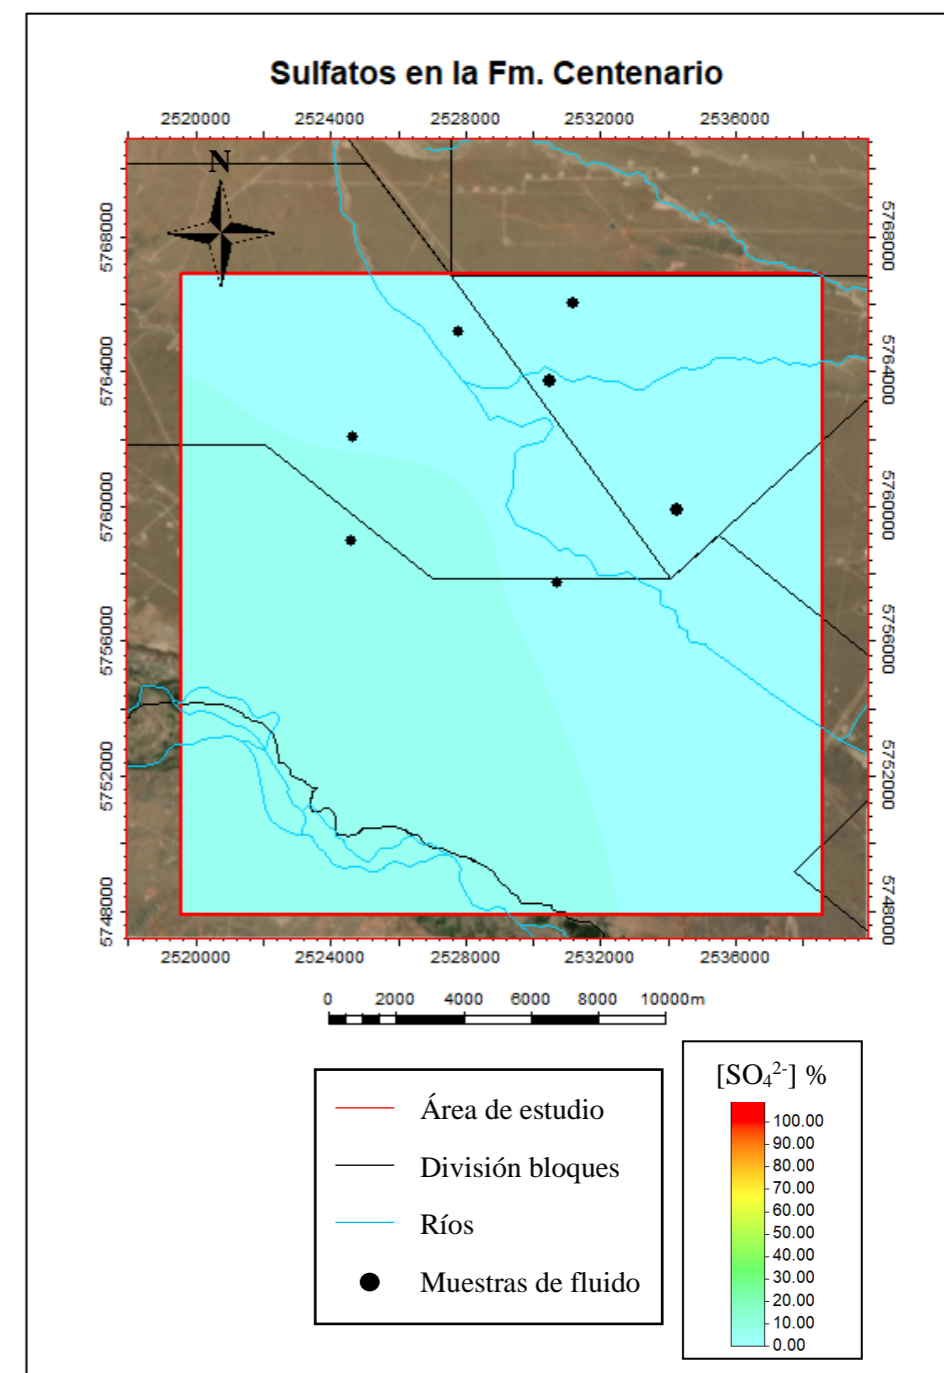 Sulfatos en la Fm. Centenario
2520000 2524000 2528000 2532000 2536000
N
5768000 5768000
5764000 5764000
5760000 5760000
5756000 5756000
5752000 5752000
5748000 5748000
2520000 2524000 2528000 2532000 2536000
0 2000 4000 6000 8000 10000m
Área de estudio
División bloques
Ríos
Muestras de fluido
[SO₄²⁻] %
100.00
90.00
80.00
70.00
60.00
50.00
40.00
30.00
20.00
10.00
0.00